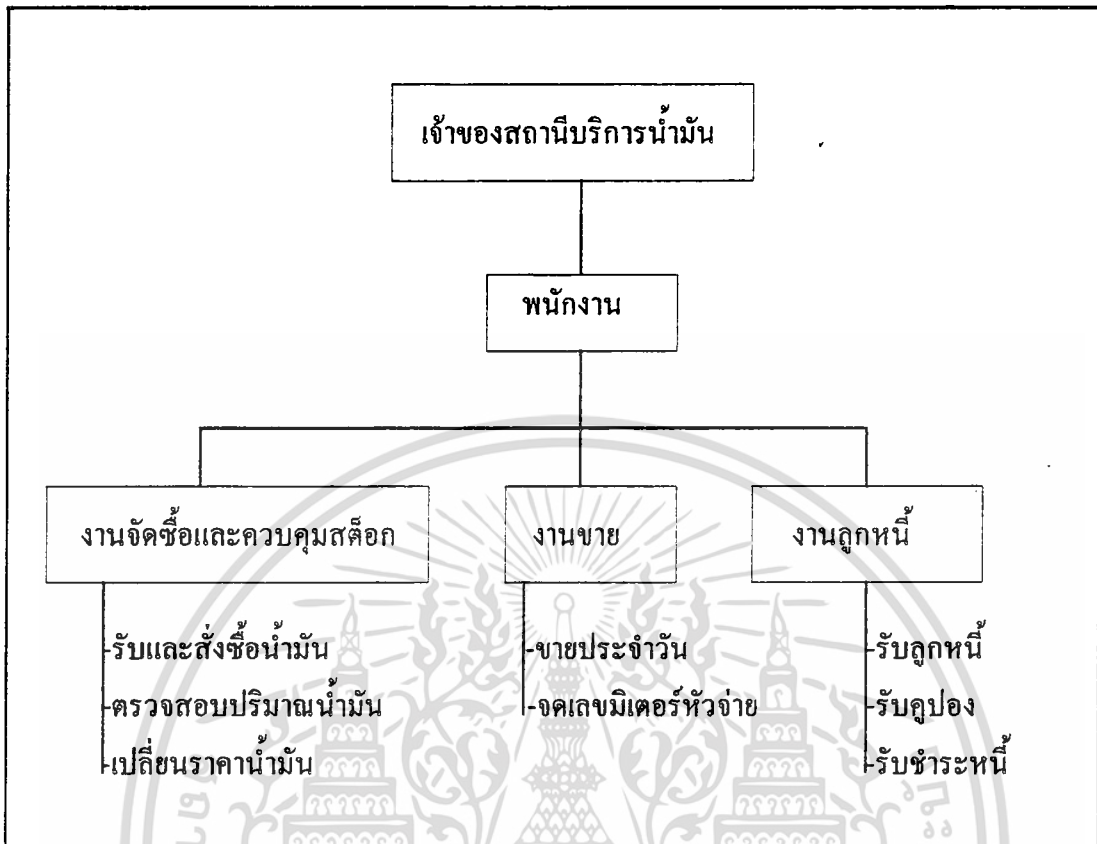 เจ้าของสถานีบริการน้ำมัน
พนักงาน
งานจัดซื้อและควบคุมสต็อก
งานขาย
งานลูกหนี้
-รับและสั่งซื้อน้ำมัน
-ตรวจสอบปริมาณน้ำมัน
-เปลี่ยนราคาน้ำมัน
-ขายประจำวัน
-จดเลขมิเตอร์หัวจ่าย
-รับลูกหนี้
-รับคูปอง
-รับชำระหนี้